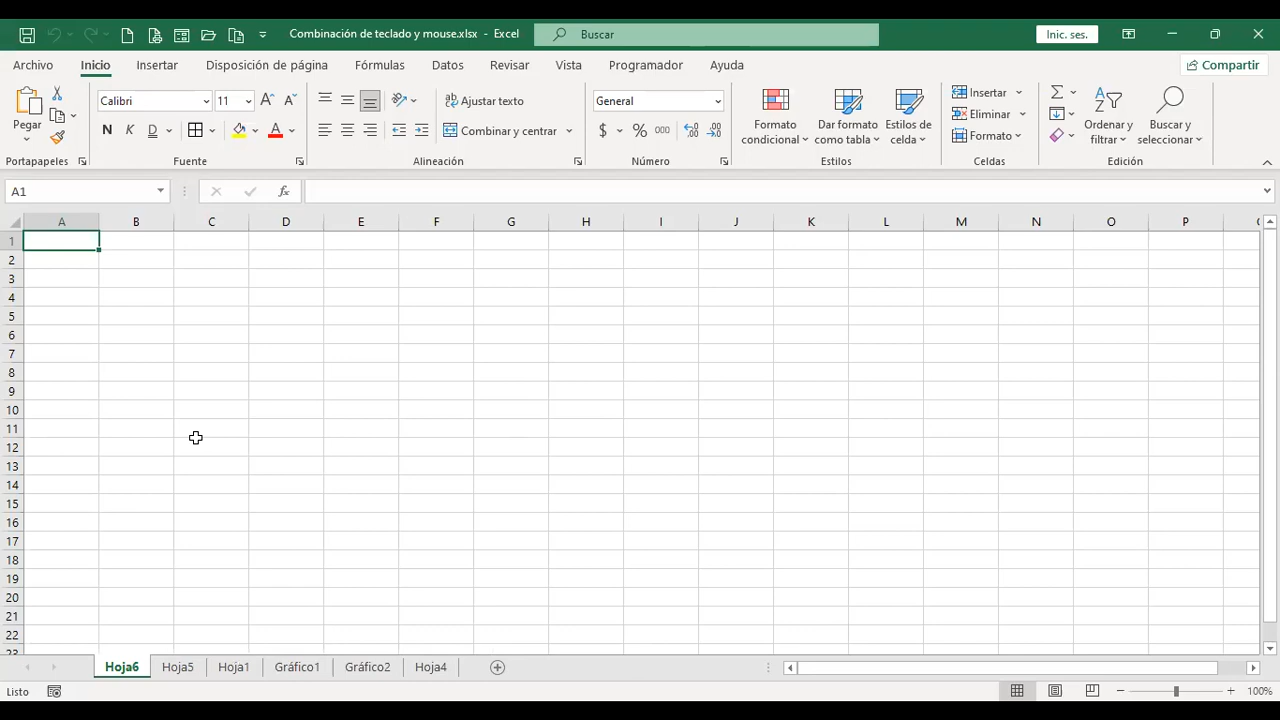 Combinación de teclado y mouse.xlsx - Excel
Buscar
Inic. ses.
Archivo Inicio Insertar Disposición de página Fórmulas Datos Revisar Vista Programador Ayuda
Compartir
Pegar
Calibri 11
N K D
Ajustar texto
Combinar y centrar
General
$ % 000
Formato condicional
Dar formato como tabla
Estilos de celda
Insertar
Eliminar
Formato
Ordenar y filtrar
Buscar y seleccionar
Portapapeles Fuente Alineación Número Estilos Celdas Edición
A1
fx
A B C D E F G H I J K L M N O P
1
2
3
4
5
6
7
8
9
10
11
12
13
14
15
16
17
18
19
20
21
22
23
Hoja6 Hoja5 Hoja1 Gráfico1 Gráfico2 Hoja4
Listo
100%